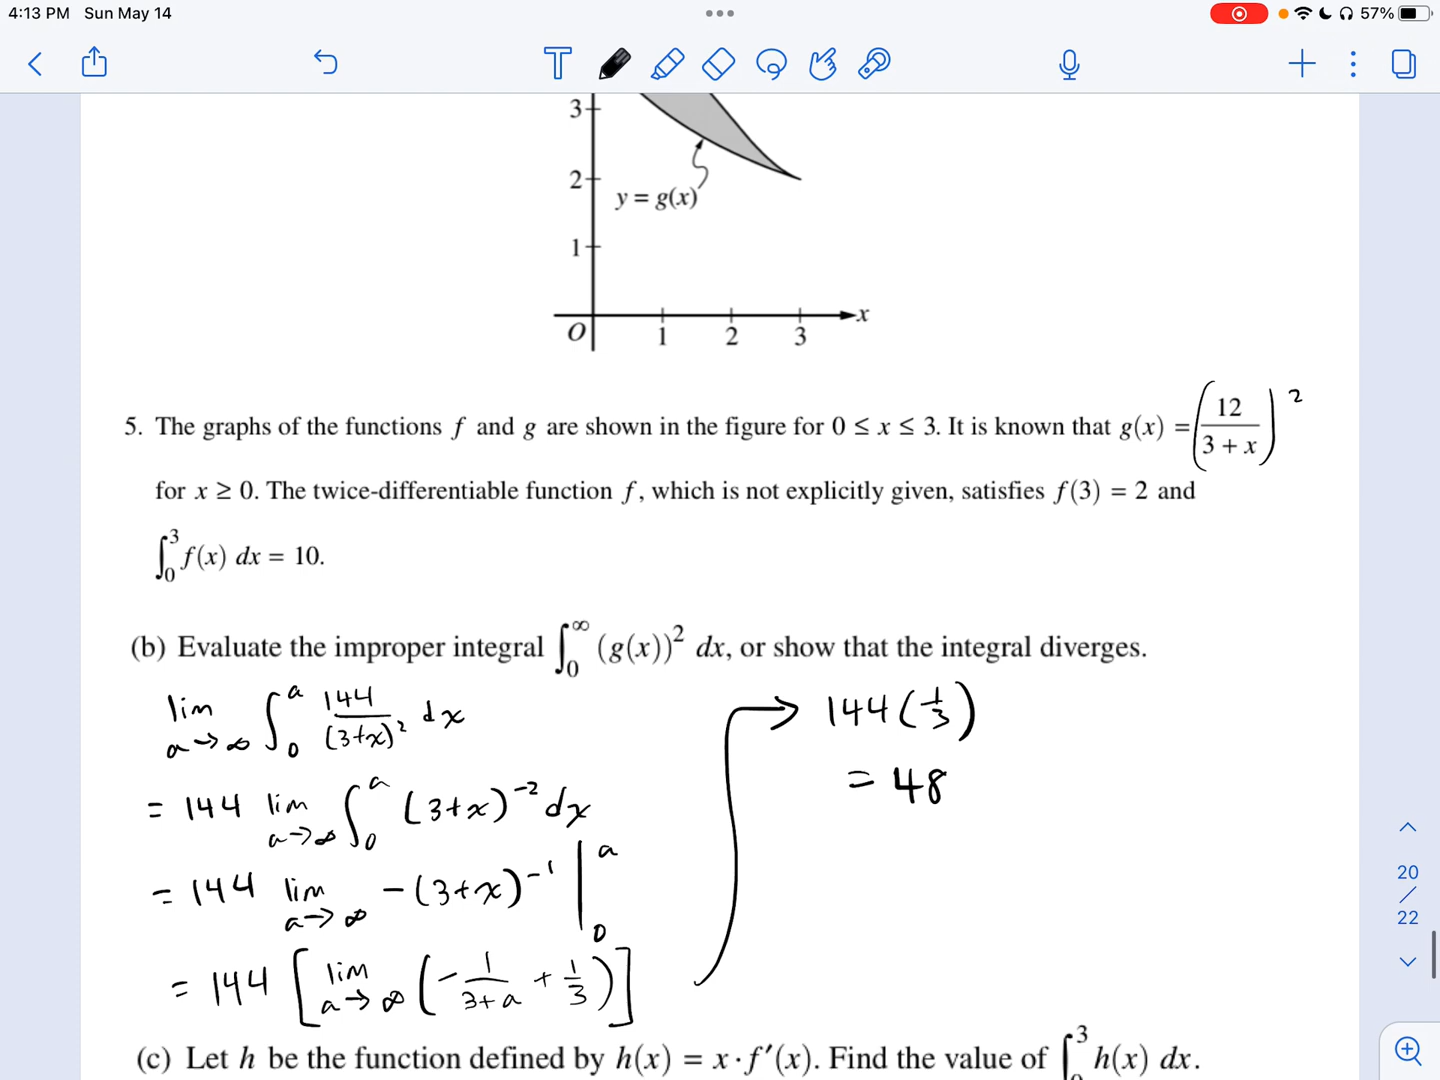 4:13 PM Sun May 14
57%
3
2
y = g(x)
1
O 1 2 3 x
5. The graphs of the functions f and g are shown in the figure for 0 ≤ x ≤ 3. It is known that g(x) = (12/(3 + x))²
for x ≥ 0. The twice-differentiable function f, which is not explicitly given, satisfies f(3) = 2 and
∫₀³ f(x) dx = 10.
(b) Evaluate the improper integral ∫₀^∞ (g(x))² dx, or show that the integral diverges.
lim a→∞ ∫₀^a 144/(3+x)² dx
= 144 lim a→∞ ∫₀^a (3+x)⁻² dx
= 144 lim a→∞ -(3+x)⁻¹ |₀^a
= 144 [lim a→∞ (-1/(3+a) + 1/3)]
→ 144(1/3)
= 48
(c) Let h be the function defined by h(x) = x · f′(x). Find the value of ∫₀³ h(x) dx.
20
/
22